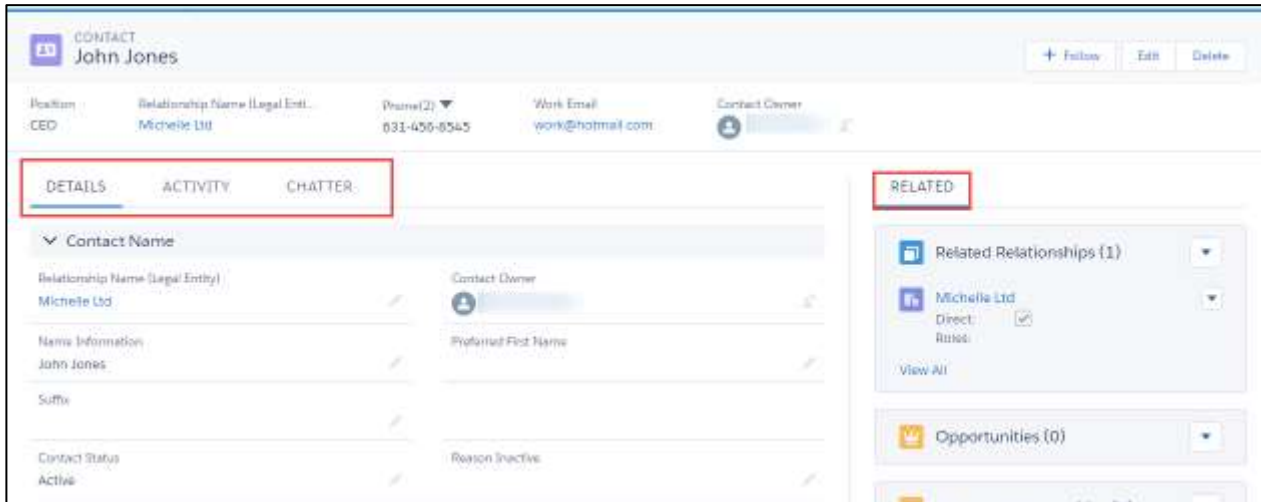 CONTACT
John Jones
+ Follow Edit Delete
Position Relationship Name (Legal Enti... Phone(2) Work Email Contact Owner
CEO Michelle Ltd 631-456-6545 work@hotmail.com
DETAILS ACTIVITY CHATTER
RELATED
Contact Name
Relationship Name (Legal Entity) Contact Owner
Michelle Ltd
Name Information Preferred First Name
John Jones
Suffix
Contact Status Reason Inactive
Active
Related Relationships (1)
Michelle Ltd
Direct:
Roles:
View All
Opportunities (0)